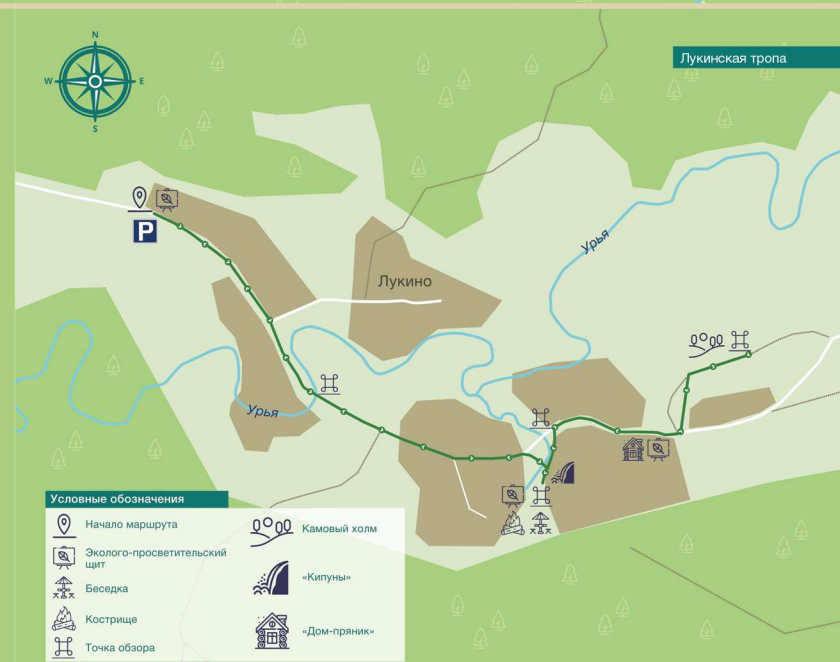 N
W
E
S
Лукинская тропа
P
Урья
Лукино
Урья
Условные обозначения
Начало маршрута
Эколого-просветительский
щит
Беседка
Кострище
Точка обзора
Камовый холм
«Кипуны»
«Дом-пряник»